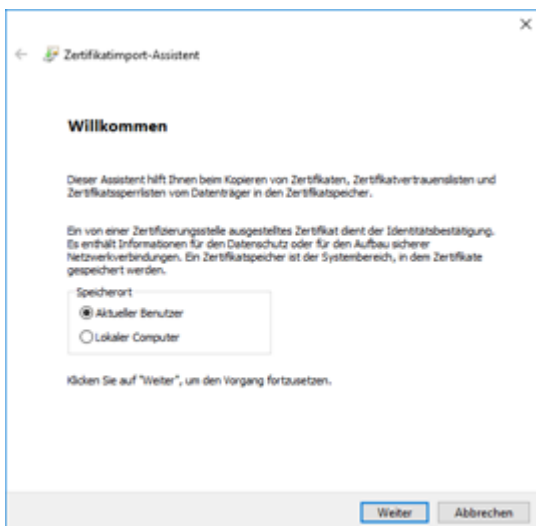 Zertifikatimport-Assistent
Willkommen
Dieser Assistent hilft Ihnen beim Kopieren von Zertifikaten, Zertifikatvertrauenslisten und
Zertifikatssperrlisten vom Datenträger in den Zertifikatspeicher.
Ein von einer Zertifizierungsstelle ausgestelltes Zertifikat dient der Identitätsbestätigung.
Es enthält Informationen für den Datenschutz oder für den Aufbau sicherer
Netzwerkverbindungen. Ein Zertifikatspeicher ist der Systembereich, in dem Zertifikate
gespeichert werden.
Speicherort
Aktueller Benutzer
Lokaler Computer
Klicken Sie auf "Weiter", um den Vorgang fortzusetzen.
Weiter Abbrechen